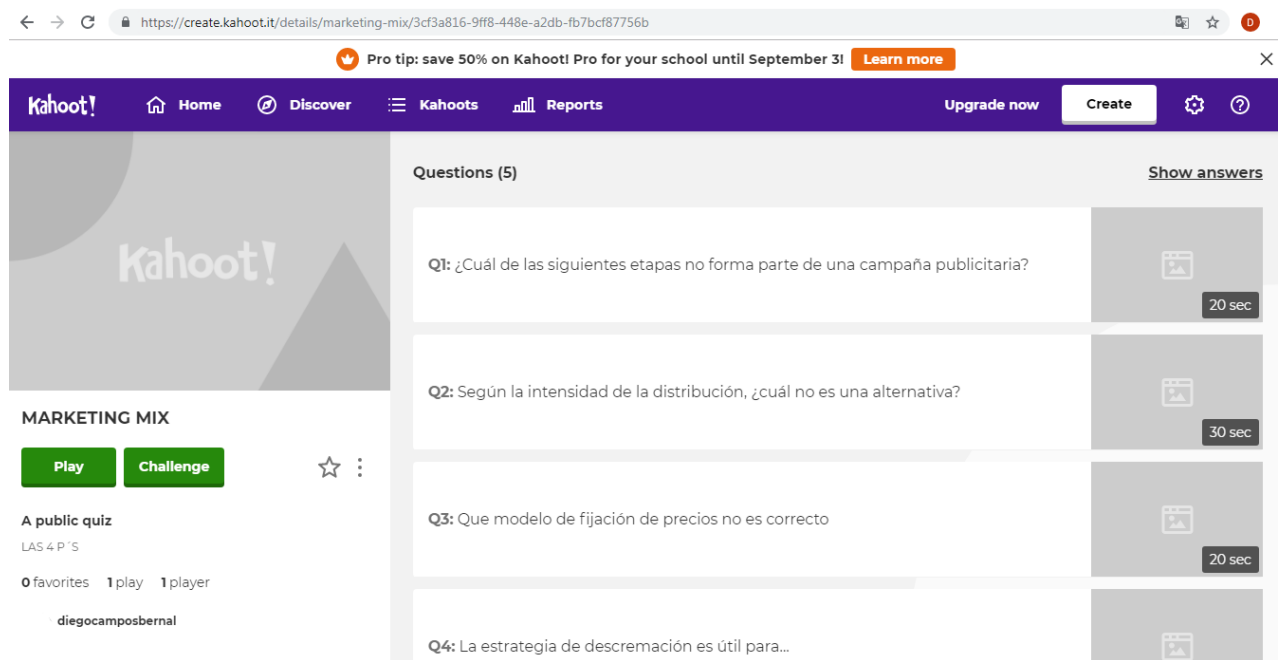 https://create.kahoot.it/details/marketing-mix/3cf3a816-9ff8-448e-a2db-fb7bcf87756b
D
Pro tip: save 50% on Kahoot! Pro for your school until September 3! Learn more
Kahoot! Home Discover Kahoots Reports Upgrade now Create
Kahoot!
MARKETING MIX
Play Challenge
A public quiz
LAS 4 P´S
0 favorites 1 play 1 player
diegocamposbernal
Questions (5) Show answers
Q1: ¿Cuál de las siguientes etapas no forma parte de una campaña publicitaria?
20 sec
Q2: Según la intensidad de la distribución, ¿cuál no es una alternativa?
30 sec
Q3: Que modelo de fijación de precios no es correcto
20 sec
Q4: La estrategia de descremación es útil para...